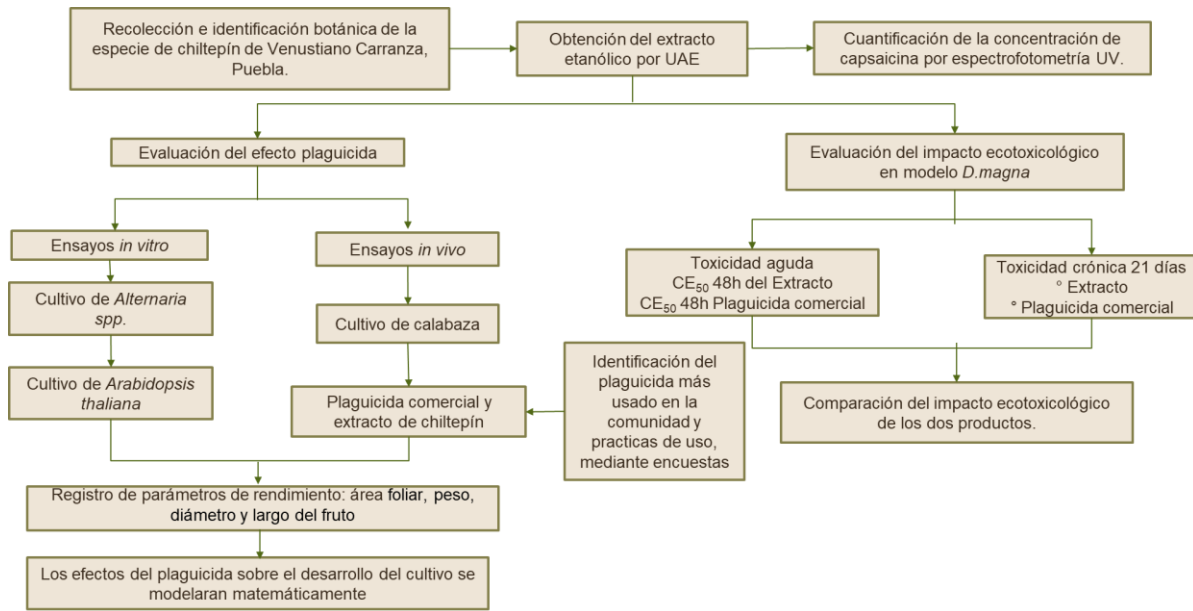 Recolección e identificación botánica de la
especie de chiltepín de Venustiano Carranza,
Puebla.
Obtención del extracto
etanólico por UAE
Cuantificación de la concentración de
capsaicina por espectrofotometría UV.
Evaluación del efecto plaguicida
Evaluación del impacto ecotoxicológico
en modelo D.magna
Ensayos in vitro
Ensayos in vivo
Toxicidad aguda
CE50 48h del Extracto
CE50 48h Plaguicida comercial
Toxicidad crónica 21 días
° Extracto
° Plaguicida comercial
Cultivo de Alternaria
spp.
Cultivo de calabaza
Cultivo de Arabidopsis
thaliana
Plaguicida comercial y
extracto de chiltepín
Identificación del
plaguicida más
usado en la
comunidad y
practicas de uso,
mediante encuestas
Comparación del impacto ecotoxicológico
de los dos productos.
Registro de parámetros de rendimiento: área foliar, peso,
diámetro y largo del fruto
Los efectos del plaguicida sobre el desarrollo del cultivo se
modelaran matemáticamente